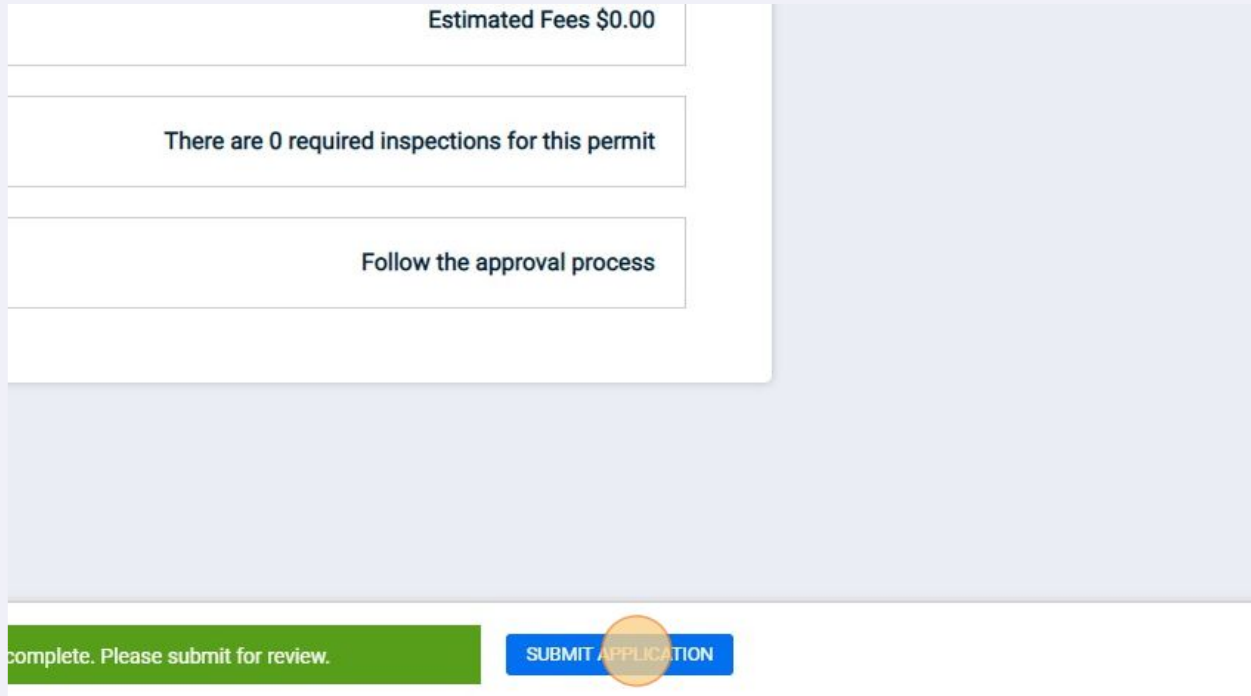 Estimated Fees $0.00
There are 0 required inspections for this permit
Follow the approval process
complete. Please submit for review.
SUBMIT APPLICATION